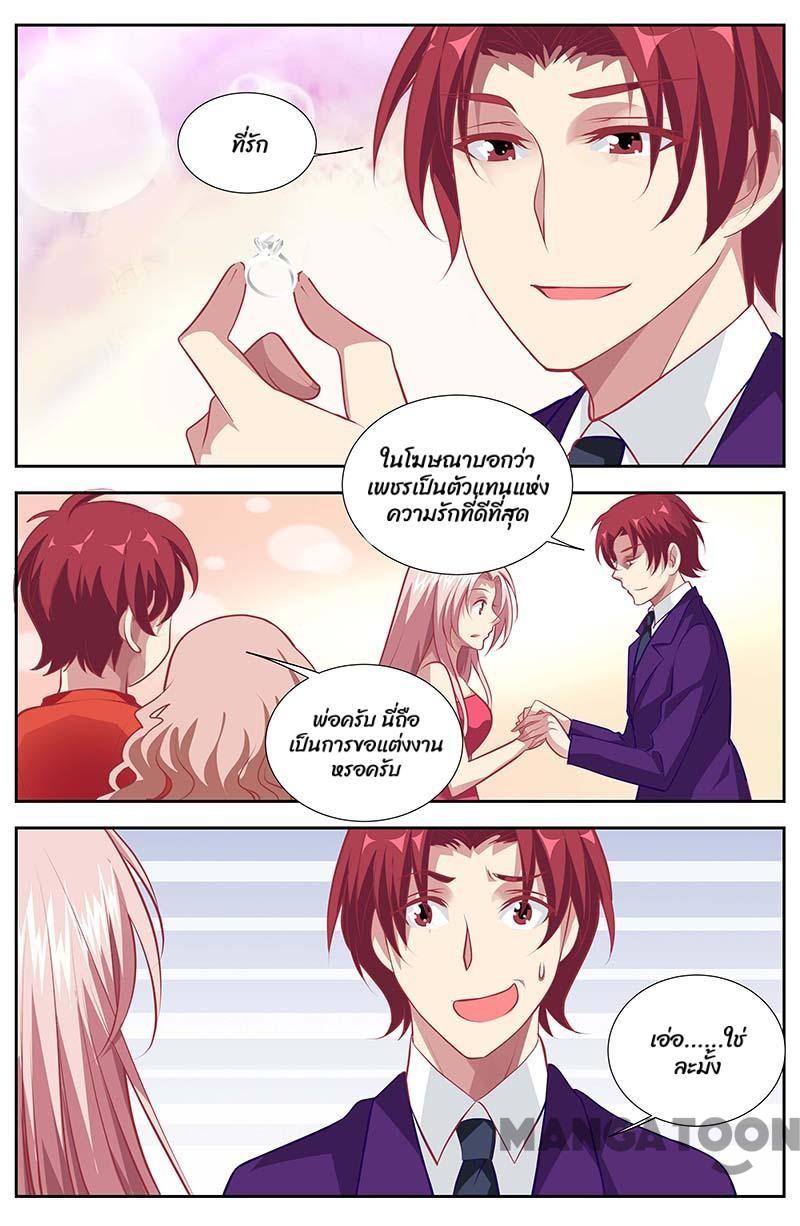 ที่รัก
ในโฆษณาบอกว่า
เพชรเป็นตัวแทนแห่ง
ความรักที่ดีที่สุด
พ่อครับ นี่ถือ
เป็นการขอแต่งงาน
หรอครับ
เอ่อ......ใช่
ละมั้ง
MANGATOON